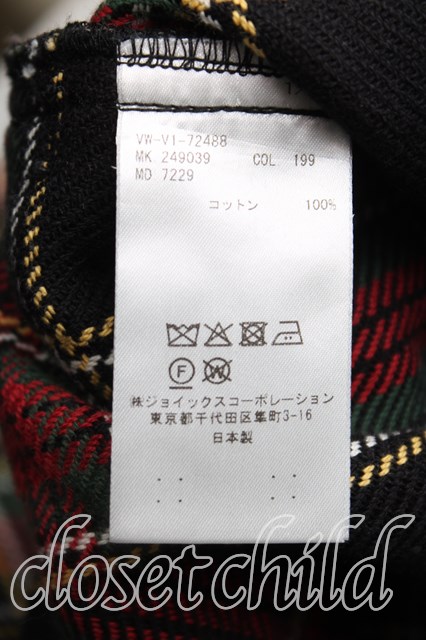 VW-V1-72488
MK. 249039 COL 199
MD. 7229
コットン 100%
F
W
㈱ジョイックスコーポレーション
東京都千代田区隼町3-16
日本製
closet child